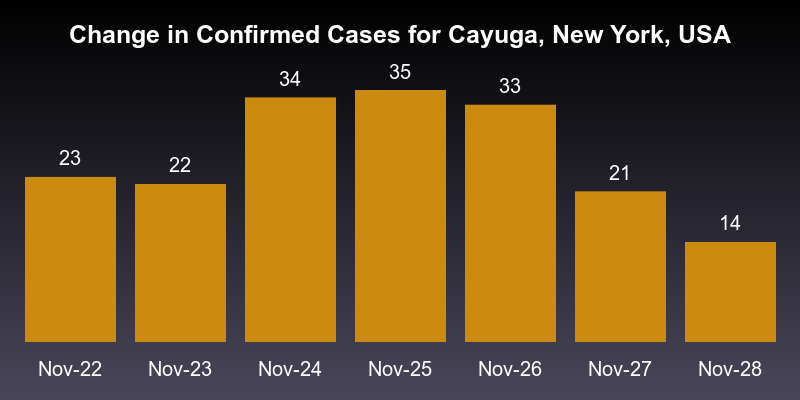 Change in Confirmed Cases for Cayuga, New York, USA
23 22 34 35 33 21 14
Nov-22 Nov-23 Nov-24 Nov-25 Nov-26 Nov-27 Nov-28